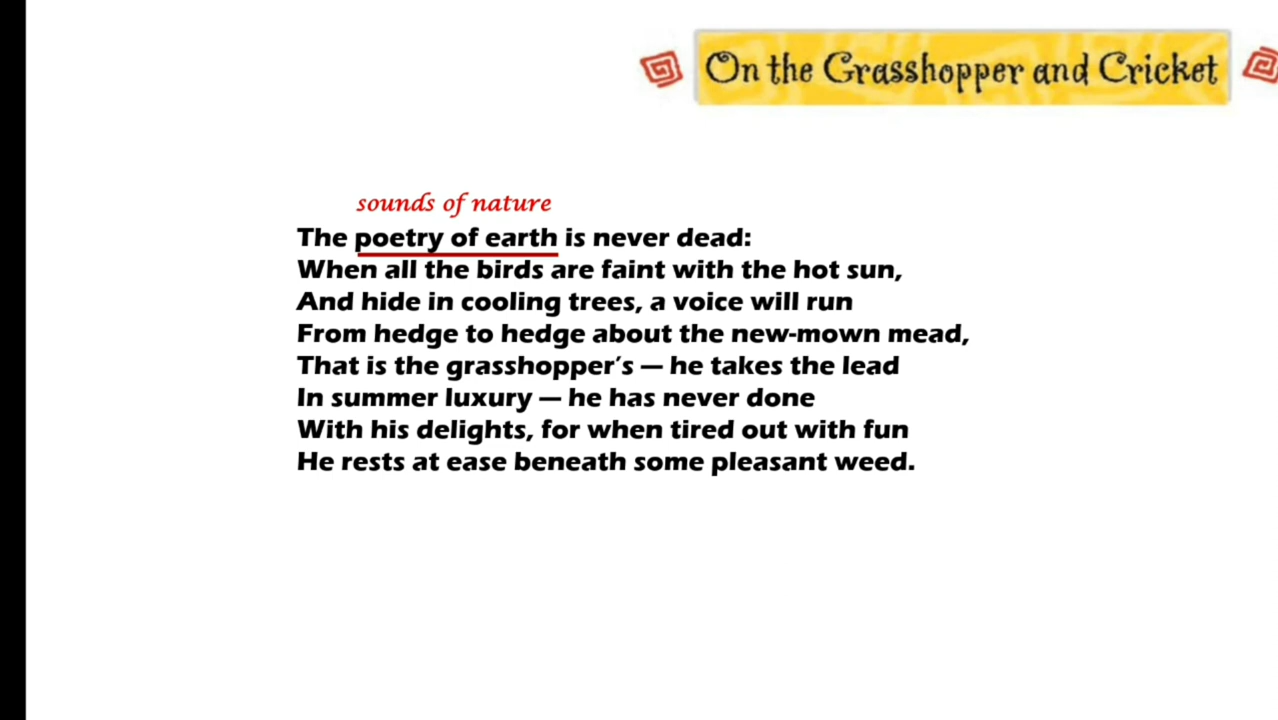 On the Grasshopper and Cricket
sounds of nature
The poetry of earth is never dead:
When all the birds are faint with the hot sun,
And hide in cooling trees, a voice will run
From hedge to hedge about the new-mown mead,
That is the grasshopper’s — he takes the lead
In summer luxury — he has never done
With his delights, for when tired out with fun
He rests at ease beneath some pleasant weed.